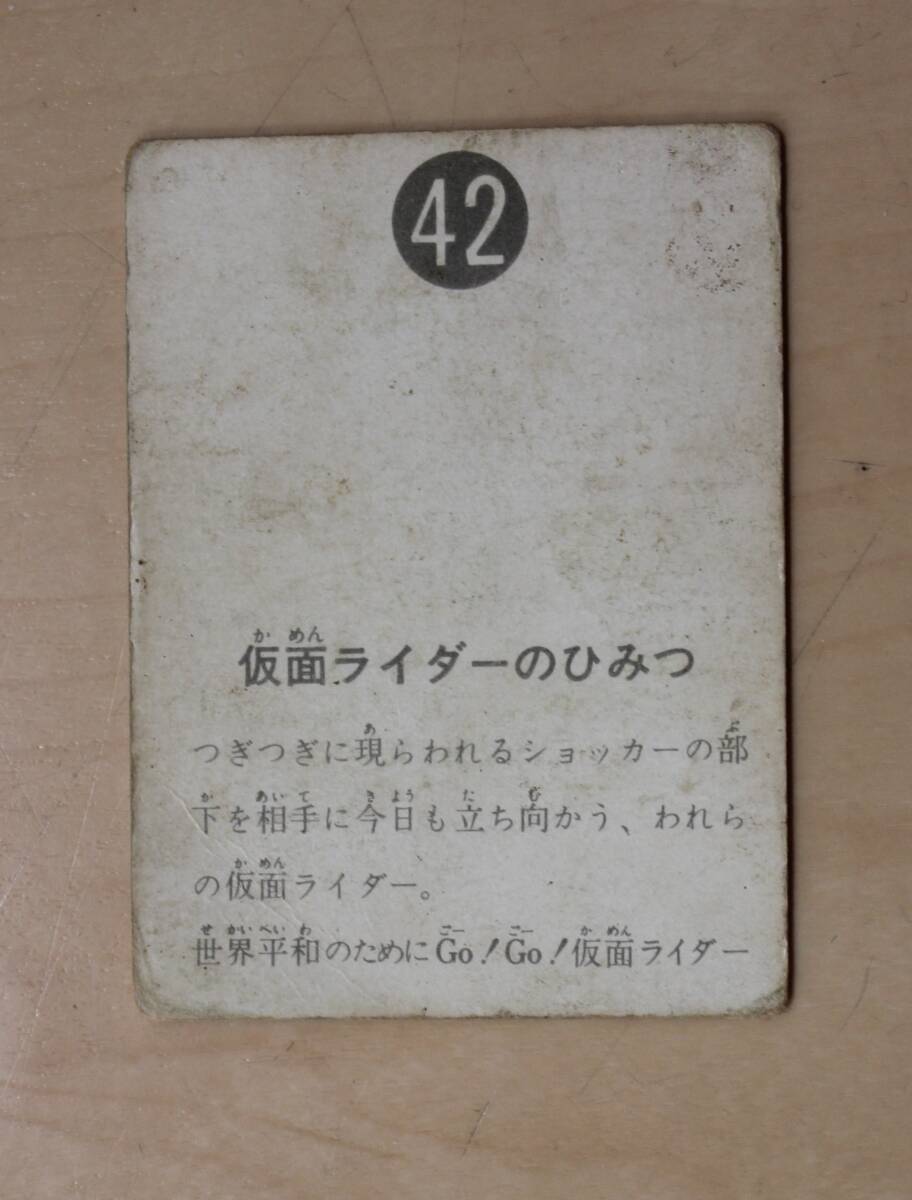 42
仮面ライダーのひみつ
つぎつぎに現らわれるショッカーの部
下を相手に今日も立ち向かう、われら
の仮面ライダー。
世界平和のためにGo!Go!仮面ライダー